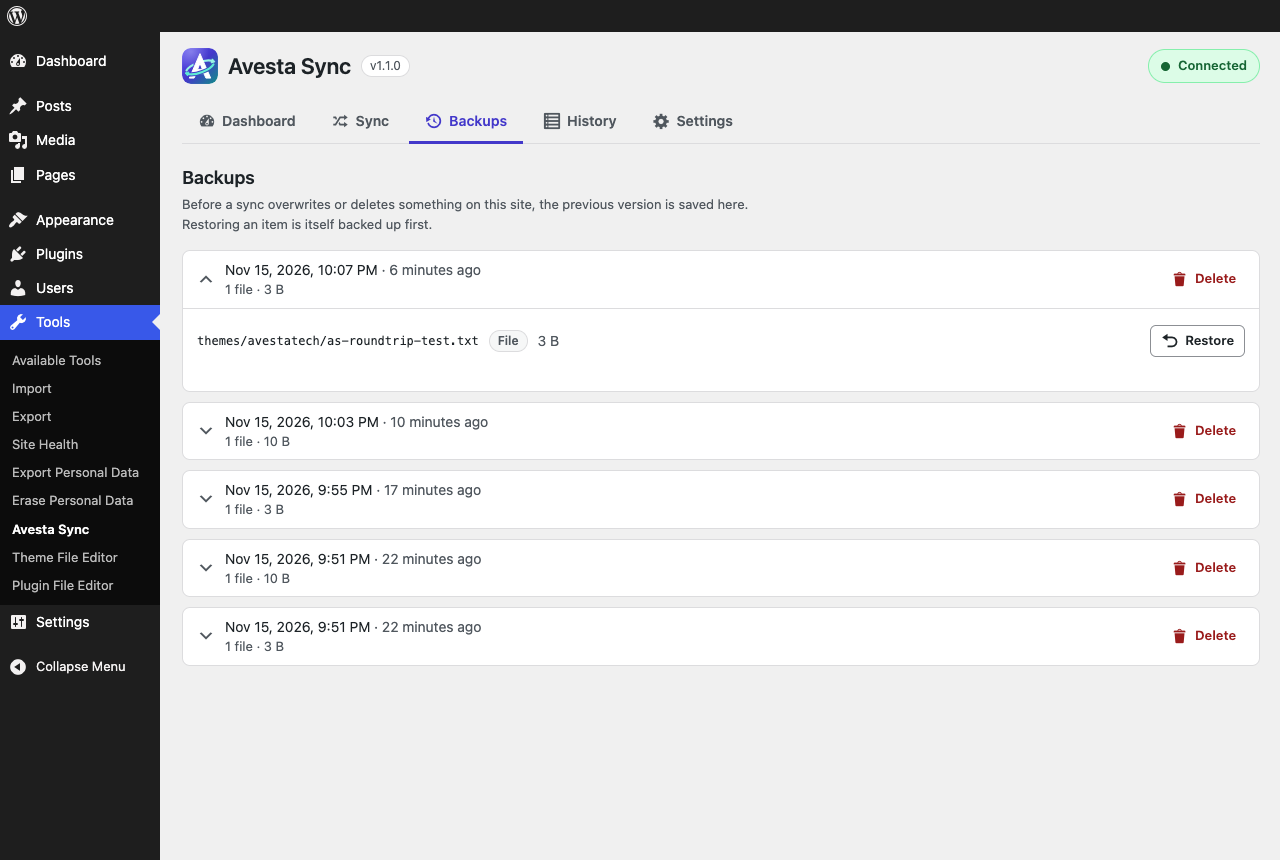 Dashboard
Posts
Media
Pages
Appearance
Plugins
Users
Tools
Available Tools
Import
Export
Site Health
Export Personal Data
Erase Personal Data
Avesta Sync
Theme File Editor
Plugin File Editor
Settings
Collapse Menu
Avesta Sync v1.1.0
Connected
Dashboard Sync Backups History Settings
Backups
Before a sync overwrites or deletes something on this site, the previous version is saved here.
Restoring an item is itself backed up first.
Nov 15, 2026, 10:07 PM · 6 minutes ago
1 file · 3 B
Delete
themes/avestatech/as-roundtrip-test.txt File 3 B
Restore
Nov 15, 2026, 10:03 PM · 10 minutes ago
1 file · 10 B
Delete
Nov 15, 2026, 9:55 PM · 17 minutes ago
1 file · 3 B
Delete
Nov 15, 2026, 9:51 PM · 22 minutes ago
1 file · 10 B
Delete
Nov 15, 2026, 9:51 PM · 22 minutes ago
1 file · 3 B
Delete